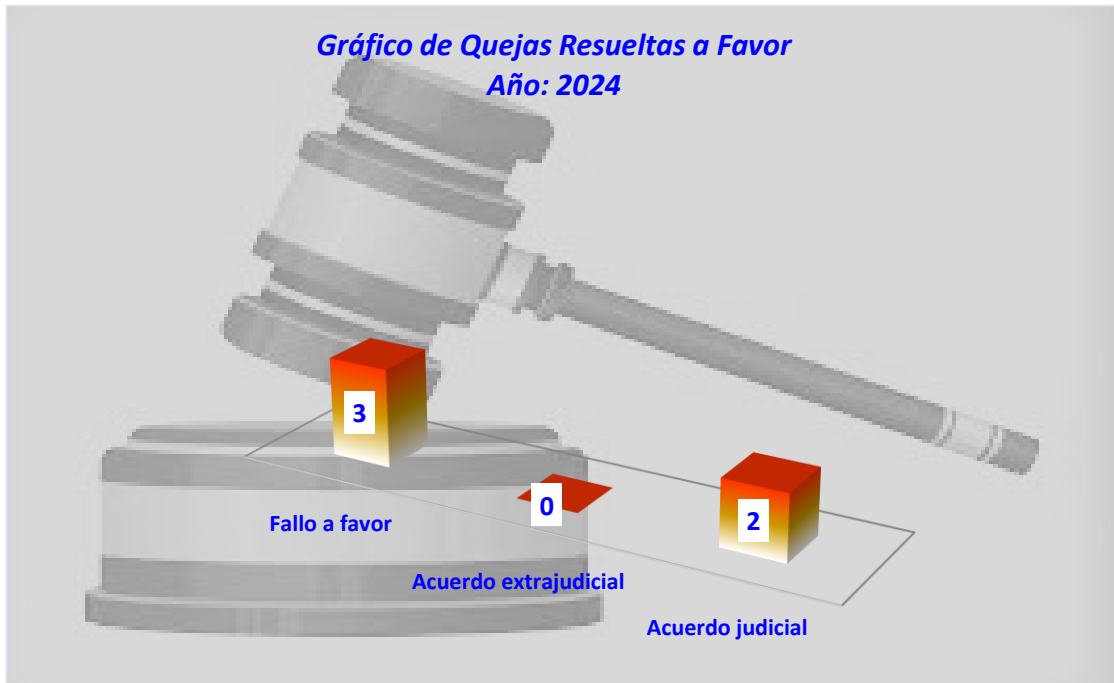 Gráfico de Quejas Resueltas a Favor
Año: 2024
3
0
2
Fallo a favor
Acuerdo extrajudicial
Acuerdo judicial